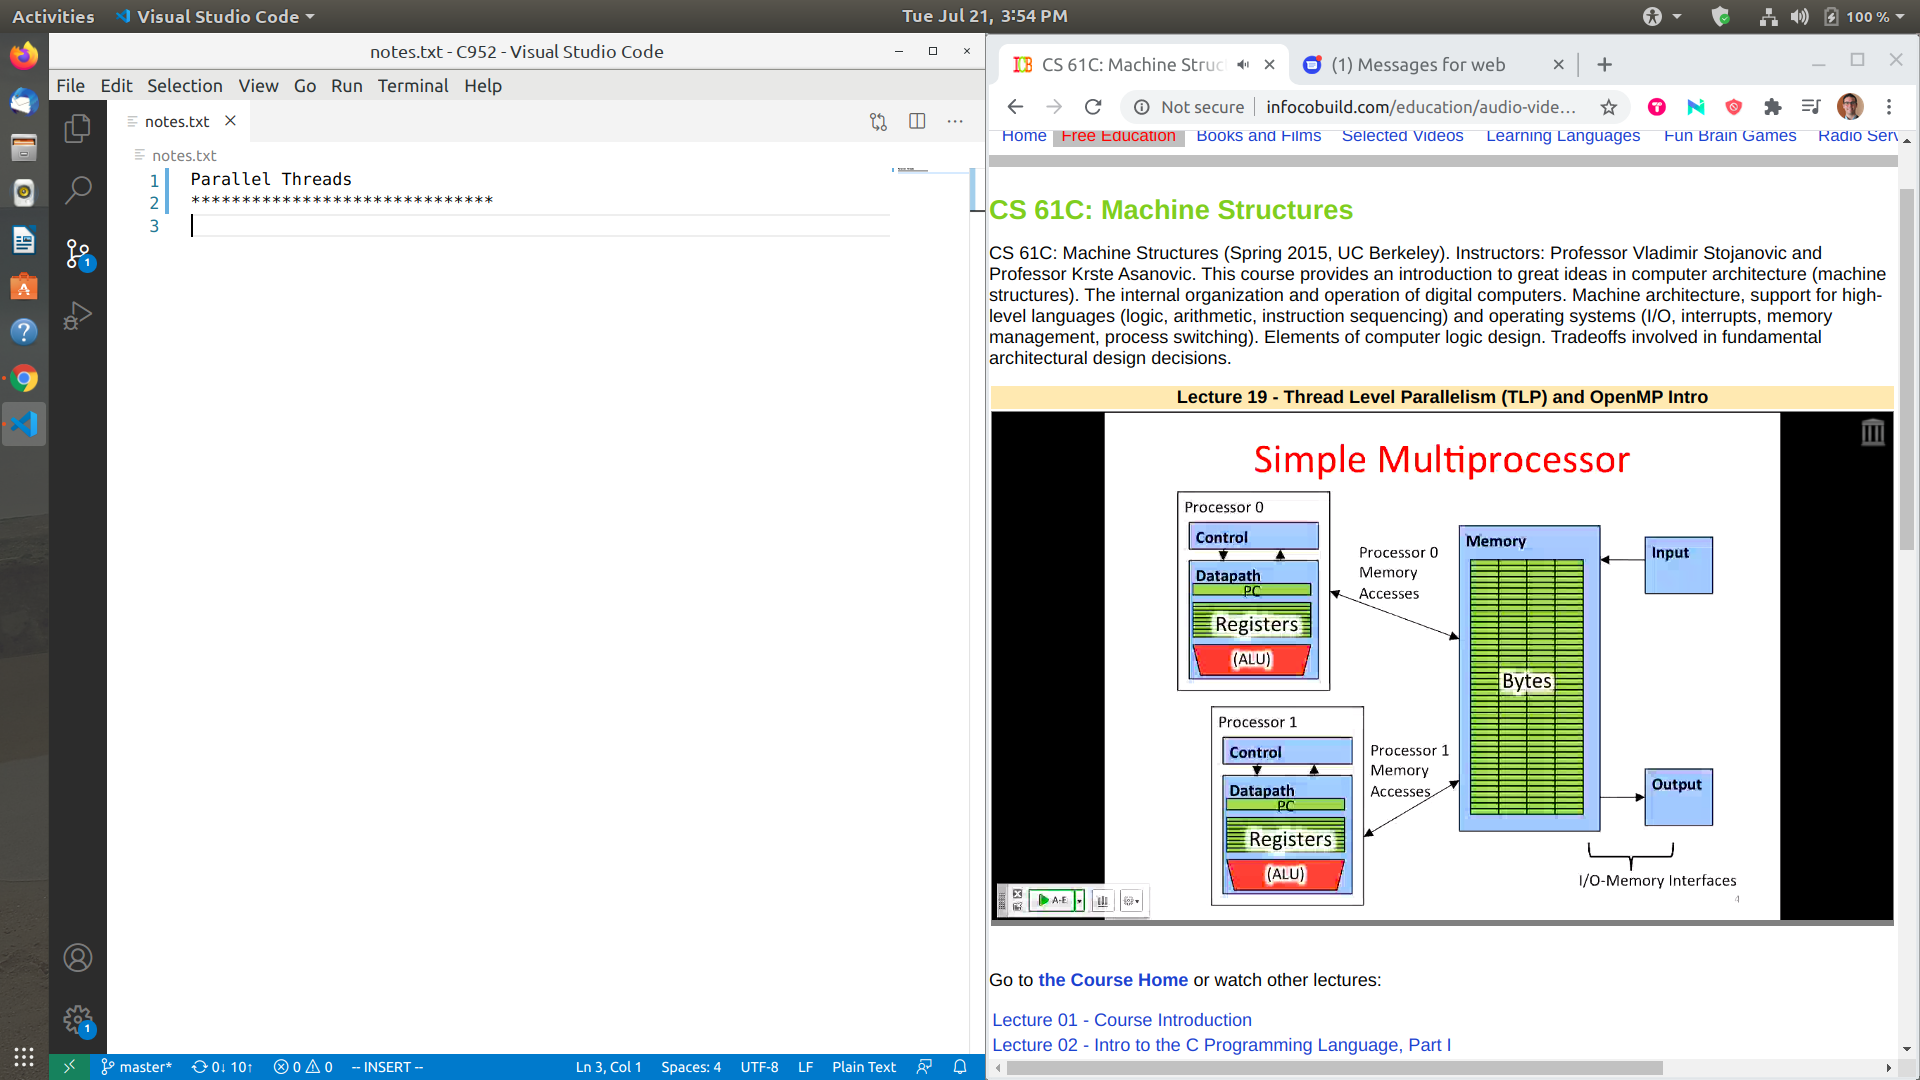 Activities
Visual Studio Code
Tue Jul 21, 3:54 PM
100 %
notes.txt - C952 - Visual Studio Code
File Edit Selection View Go Run Terminal Help
notes.txt
notes.txt
1 Parallel Threads
2 ******************************
3
1
1
master*
0↓ 10↑
0 0
-- INSERT --
Ln 3, Col 1
Spaces: 4
UTF-8
LF
Plain Text
CS 61C: Machine Struc
(1) Messages for web
Not secure
infocobuild.com/education/audio-vide...
Home Free Education Books and Films Selected Videos Learning Languages Fun Brain Games Radio Serv
CS 61C: Machine Structures
CS 61C: Machine Structures (Spring 2015, UC Berkeley). Instructors: Professor Vladimir Stojanovic and
Professor Krste Asanovic. This course provides an introduction to great ideas in computer architecture (machine
structures). The internal organization and operation of digital computers. Machine architecture, support for high-
level languages (logic, arithmetic, instruction sequencing) and operating systems (I/O, interrupts, memory
management, process switching). Elements of computer logic design. Tradeoffs involved in fundamental
architectural design decisions.
Lecture 19 - Thread Level Parallelism (TLP) and OpenMP Intro
Simple Multiprocessor
Processor 0
Control
Datapath
PC
Registers
(ALU)
Processor 0
Memory
Accesses
Memory
Bytes
Input
Processor 1
Control
Datapath
PC
Registers
(ALU)
Processor 1
Memory
Accesses
Output
I/O-Memory Interfaces
4
A-E
Go to the Course Home or watch other lectures:
Lecture 01 - Course Introduction
Lecture 02 - Intro to the C Programming Language, Part I